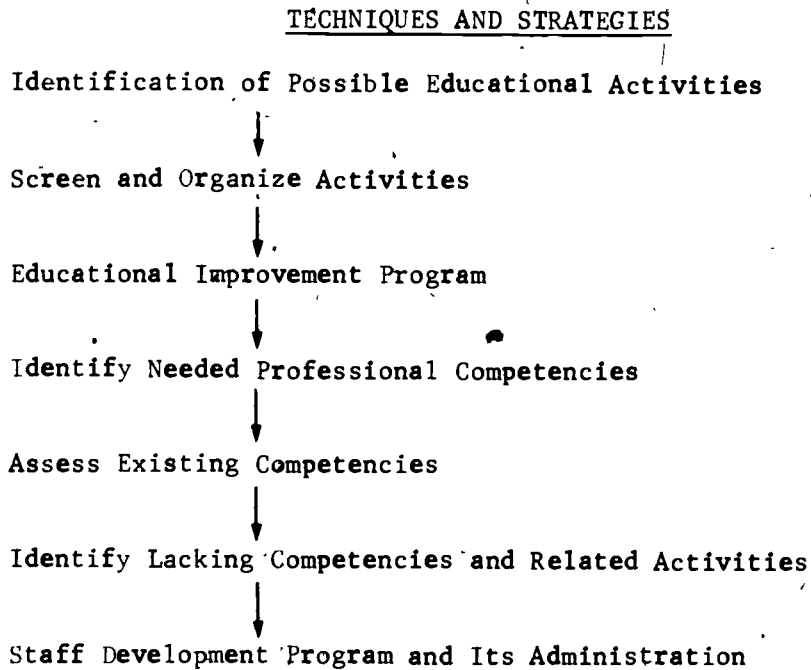 TECHNIQUES AND STRATEGIES
Identification of Possible Educational Activities
Screen and Organize Activities
Educational Improvement Program
Identify Needed Professional Competencies
Assess Existing Competencies
Identify Lacking Competencies and Related Activities
Staff Development Program and Its Administration